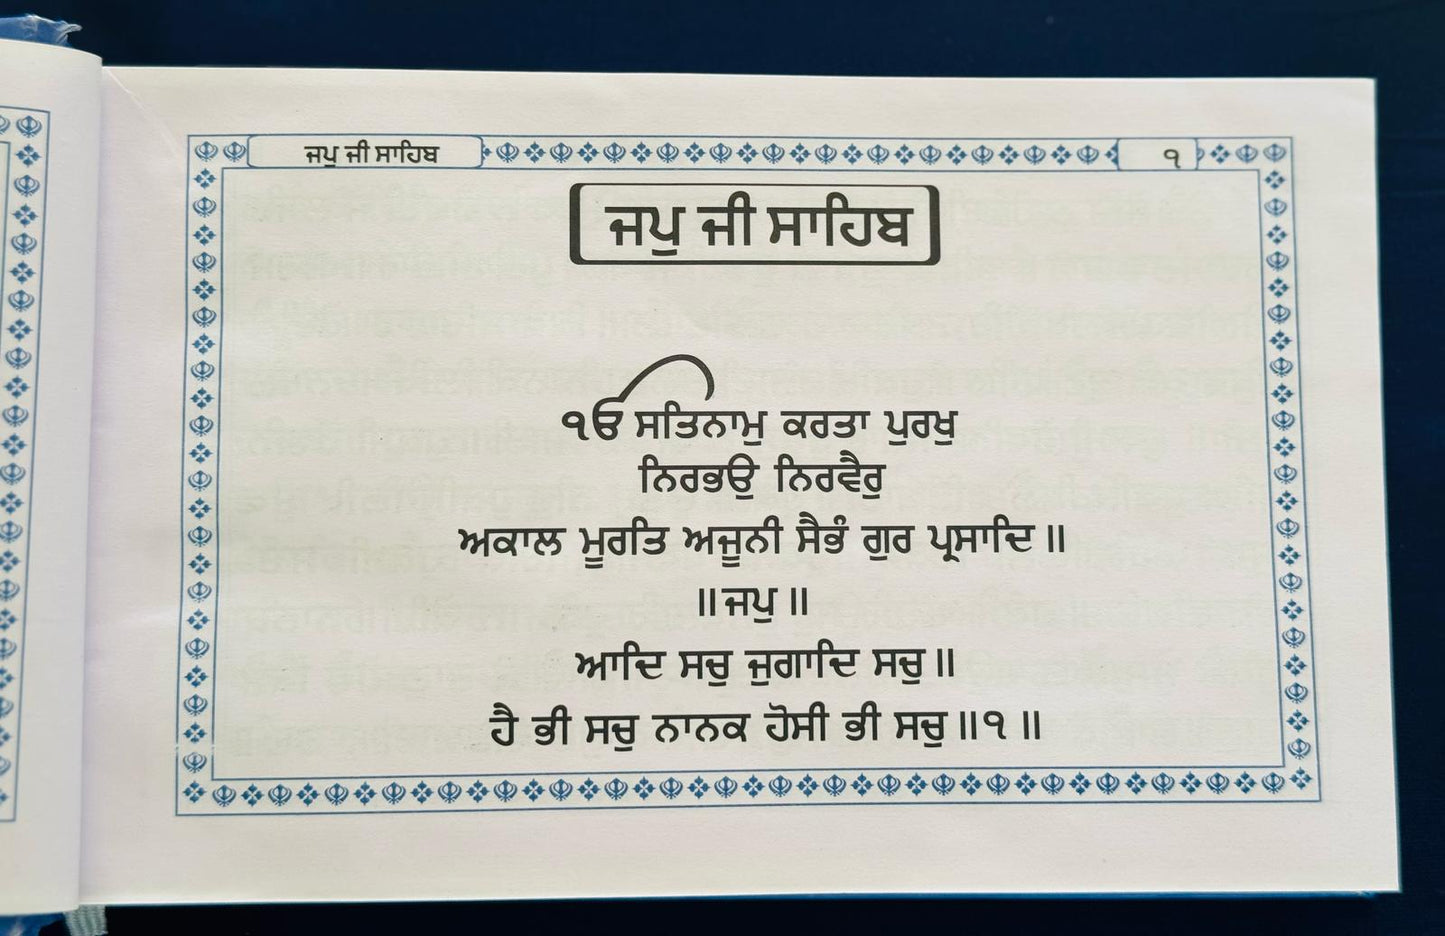 ਜਪੁ ਜੀ ਸਾਹਿਬ
੧
ਜਪੁ ਜੀ ਸਾਹਿਬ
ੴ ਸਤਿਨਾਮੁ ਕਰਤਾ ਪੁਰਖੁ
ਨਿਰਭਉ ਨਿਰਵੈਰੁ
ਅਕਾਲ ਮੂਰਤਿ ਅਜੂਨੀ ਸੈਭੰ ਗੁਰ ਪ੍ਰਸਾਦਿ ॥
॥ ਜਪੁ ॥
ਆਦਿ ਸਚੁ ਜੁਗਾਦਿ ਸਚੁ ॥
ਹੈ ਭੀ ਸਚੁ ਨਾਨਕ ਹੋਸੀ ਭੀ ਸਚੁ ॥੧॥